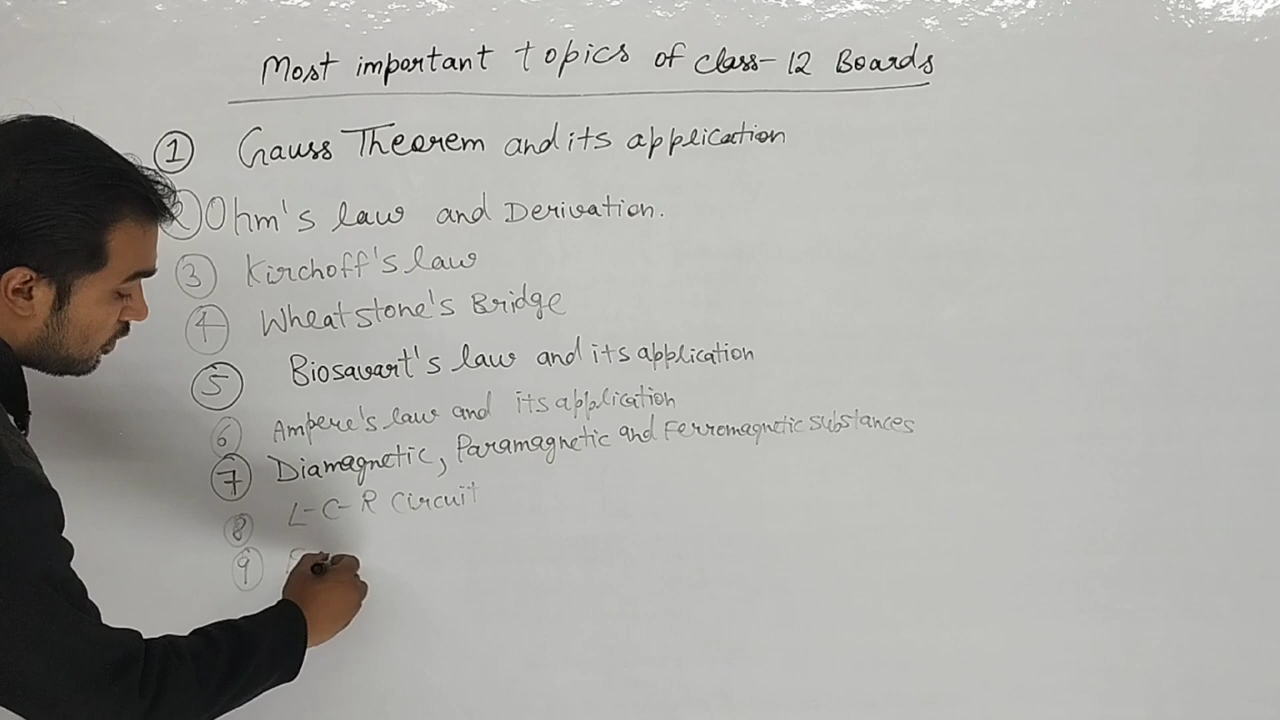 Most important topics of class-12 Boards
① Gauss Theorem and its application
② Ohm's law and Derivation.
③ Kirchoff's law
④ Wheatstone's Bridge
⑤ Biosavart's law and its application
⑥ Ampere's law and its application
⑦ Diamagnetic, Paramagnetic and Ferromagnetic substances
⑧ L-C-R Circuit
⑨